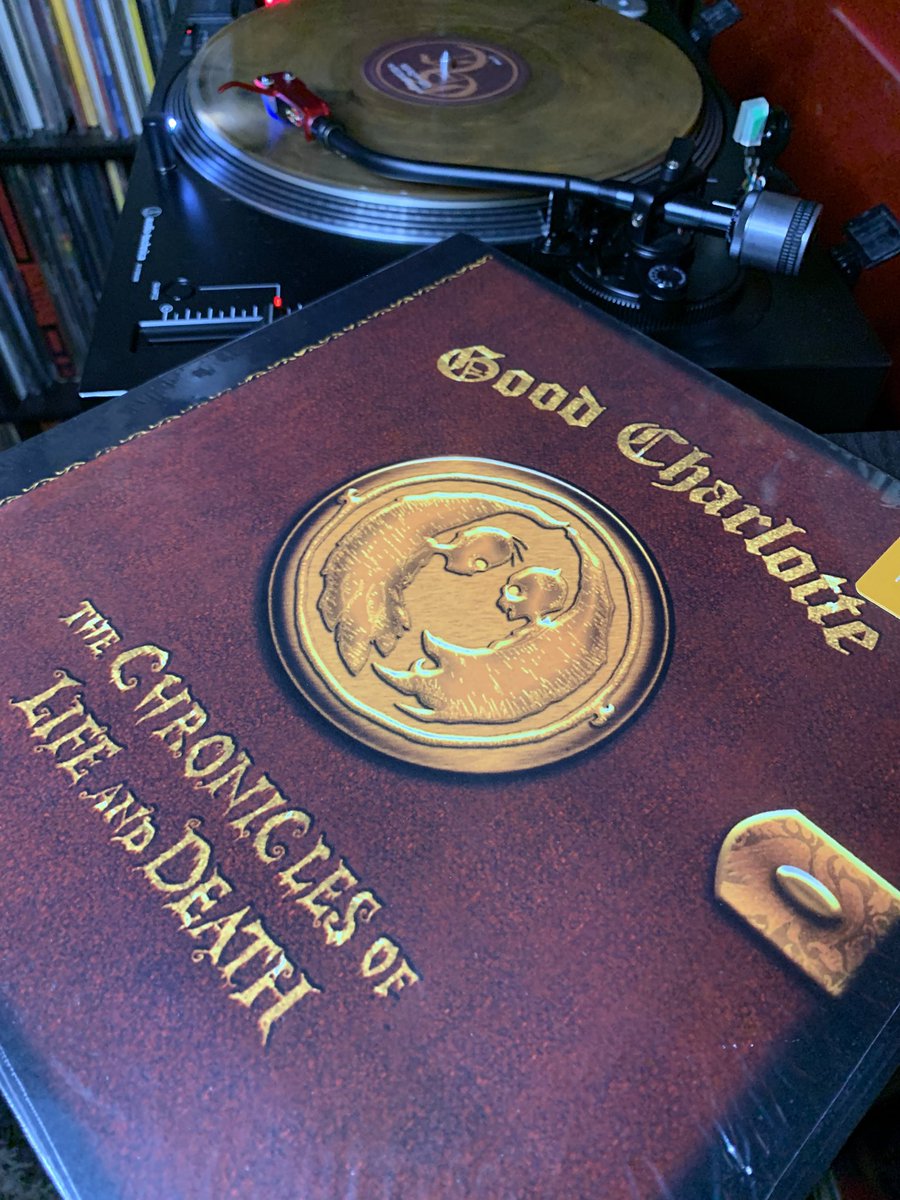 Good Charlotte
THE CHRONICLES OF
LIFE AND DEATH